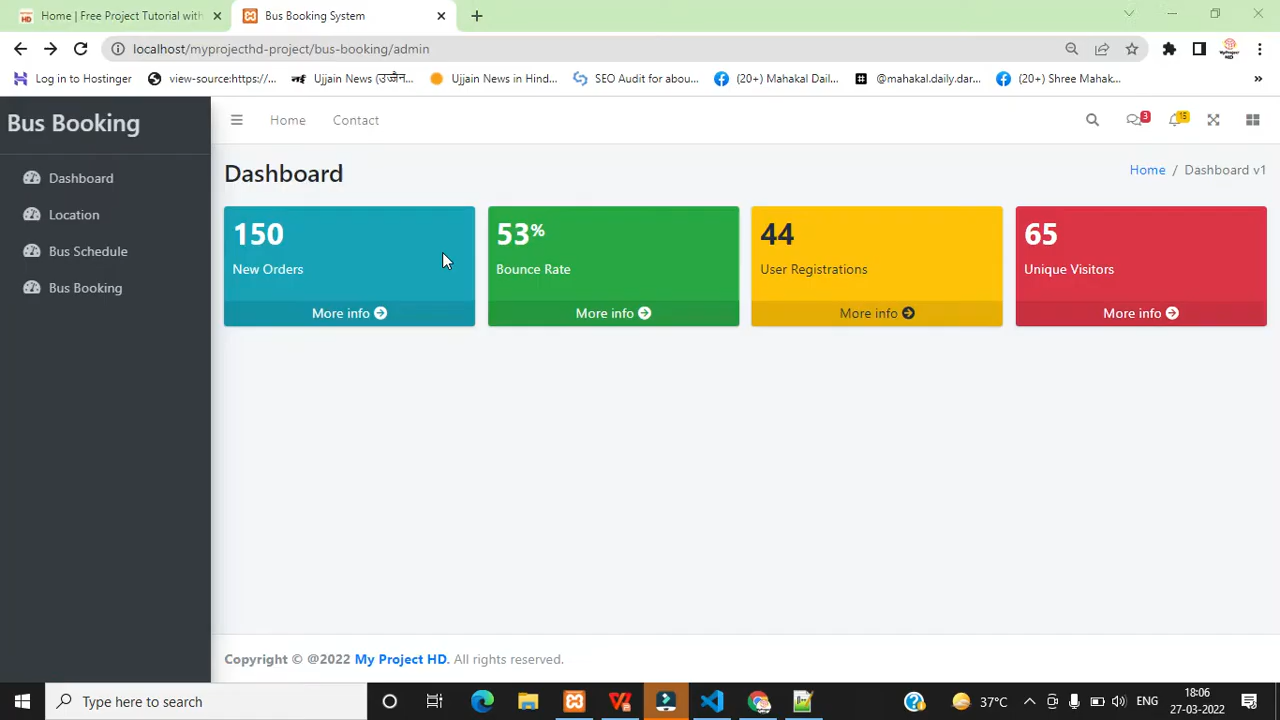 Home | Free Project Tutorial with
Bus Booking System
localhost/myprojecthd-project/bus-booking/admin
Log in to Hostinger
view-source:https://...
Ujjain News (उज्जैन...
Ujjain News in Hind...
SEO Audit for abou...
(20+) Mahakal Dail...
@mahakal.daily.dar...
(20+) Shree Mahak...
»
Bus Booking
Home
Contact
3
15
Dashboard
Location
Bus Schedule
Bus Booking
Dashboard
Home / Dashboard v1
150
New Orders
More info
53%
Bounce Rate
More info
44
User Registrations
More info
65
Unique Visitors
More info
Copyright © @2022 My Project HD. All rights reserved.
Type here to search
37°C
ENG
18:06
27-03-2022